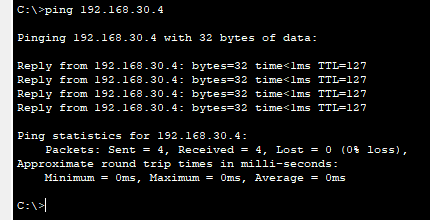 C:\>ping 192.168.30.4
Pinging 192.168.30.4 with 32 bytes of data:
Reply from 192.168.30.4: bytes=32 time<1ms TTL=127
Reply from 192.168.30.4: bytes=32 time<1ms TTL=127
Reply from 192.168.30.4: bytes=32 time<1ms TTL=127
Reply from 192.168.30.4: bytes=32 time<1ms TTL=127
Ping statistics for 192.168.30.4:
Packets: Sent = 4, Received = 4, Lost = 0 (0% loss),
Approximate round trip times in milli-seconds:
Minimum = 0ms, Maximum = 0ms, Average = 0ms
C:\>